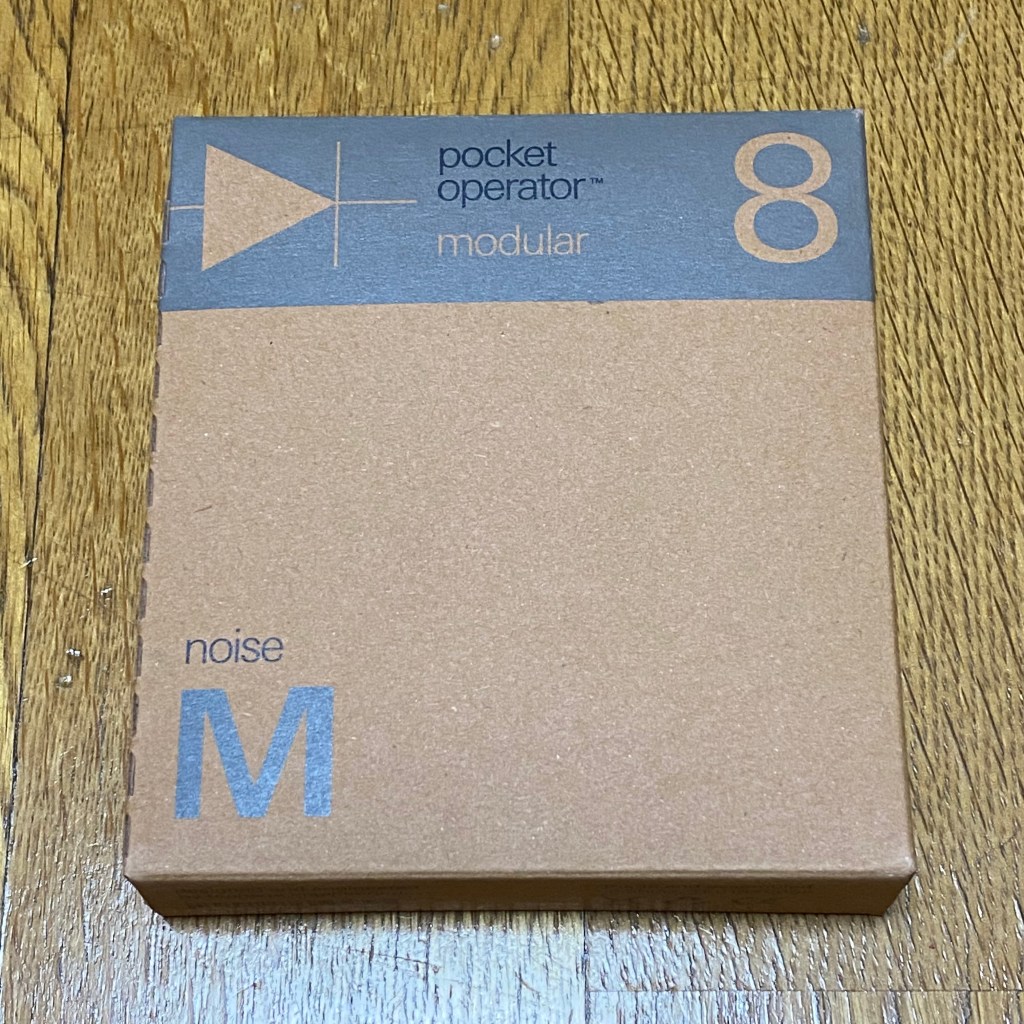 pocket
operator™
modular
8
noise
M